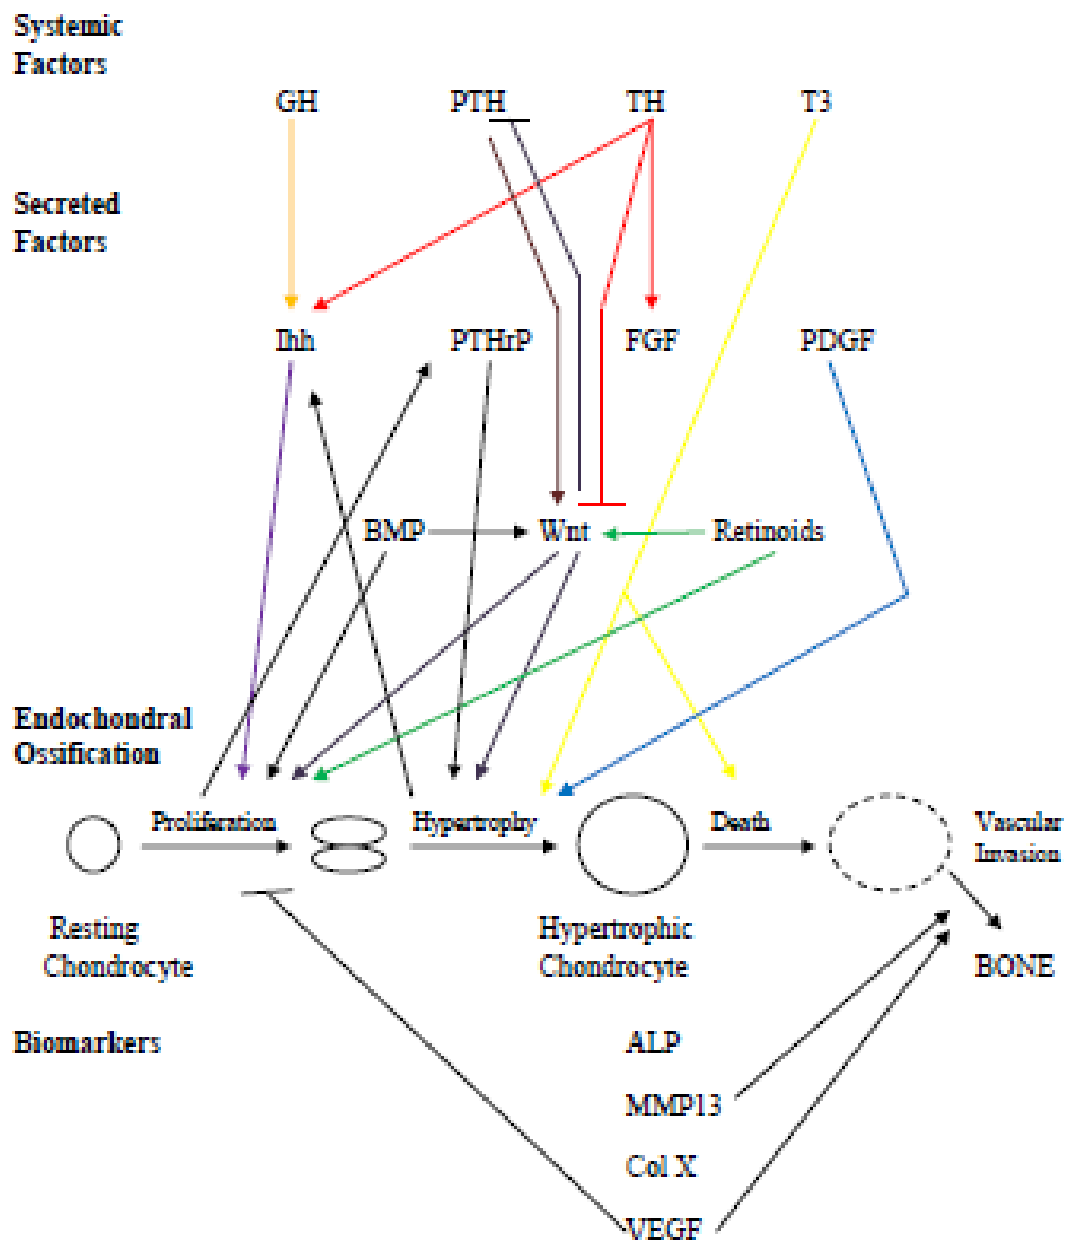 Systemic
Factors
GH PTH TH T3
Secreted
Factors
Ihh PTHrP FGF PDGF
BMP Wnt Retinoids
Endochondral
Ossification
Proliferation Hypertrophy Death Vascular
Invasion
Resting Hypertrophic
Chondrocyte Chondrocyte BONE
Biomarkers ALP
MMP13
Col X
VEGF